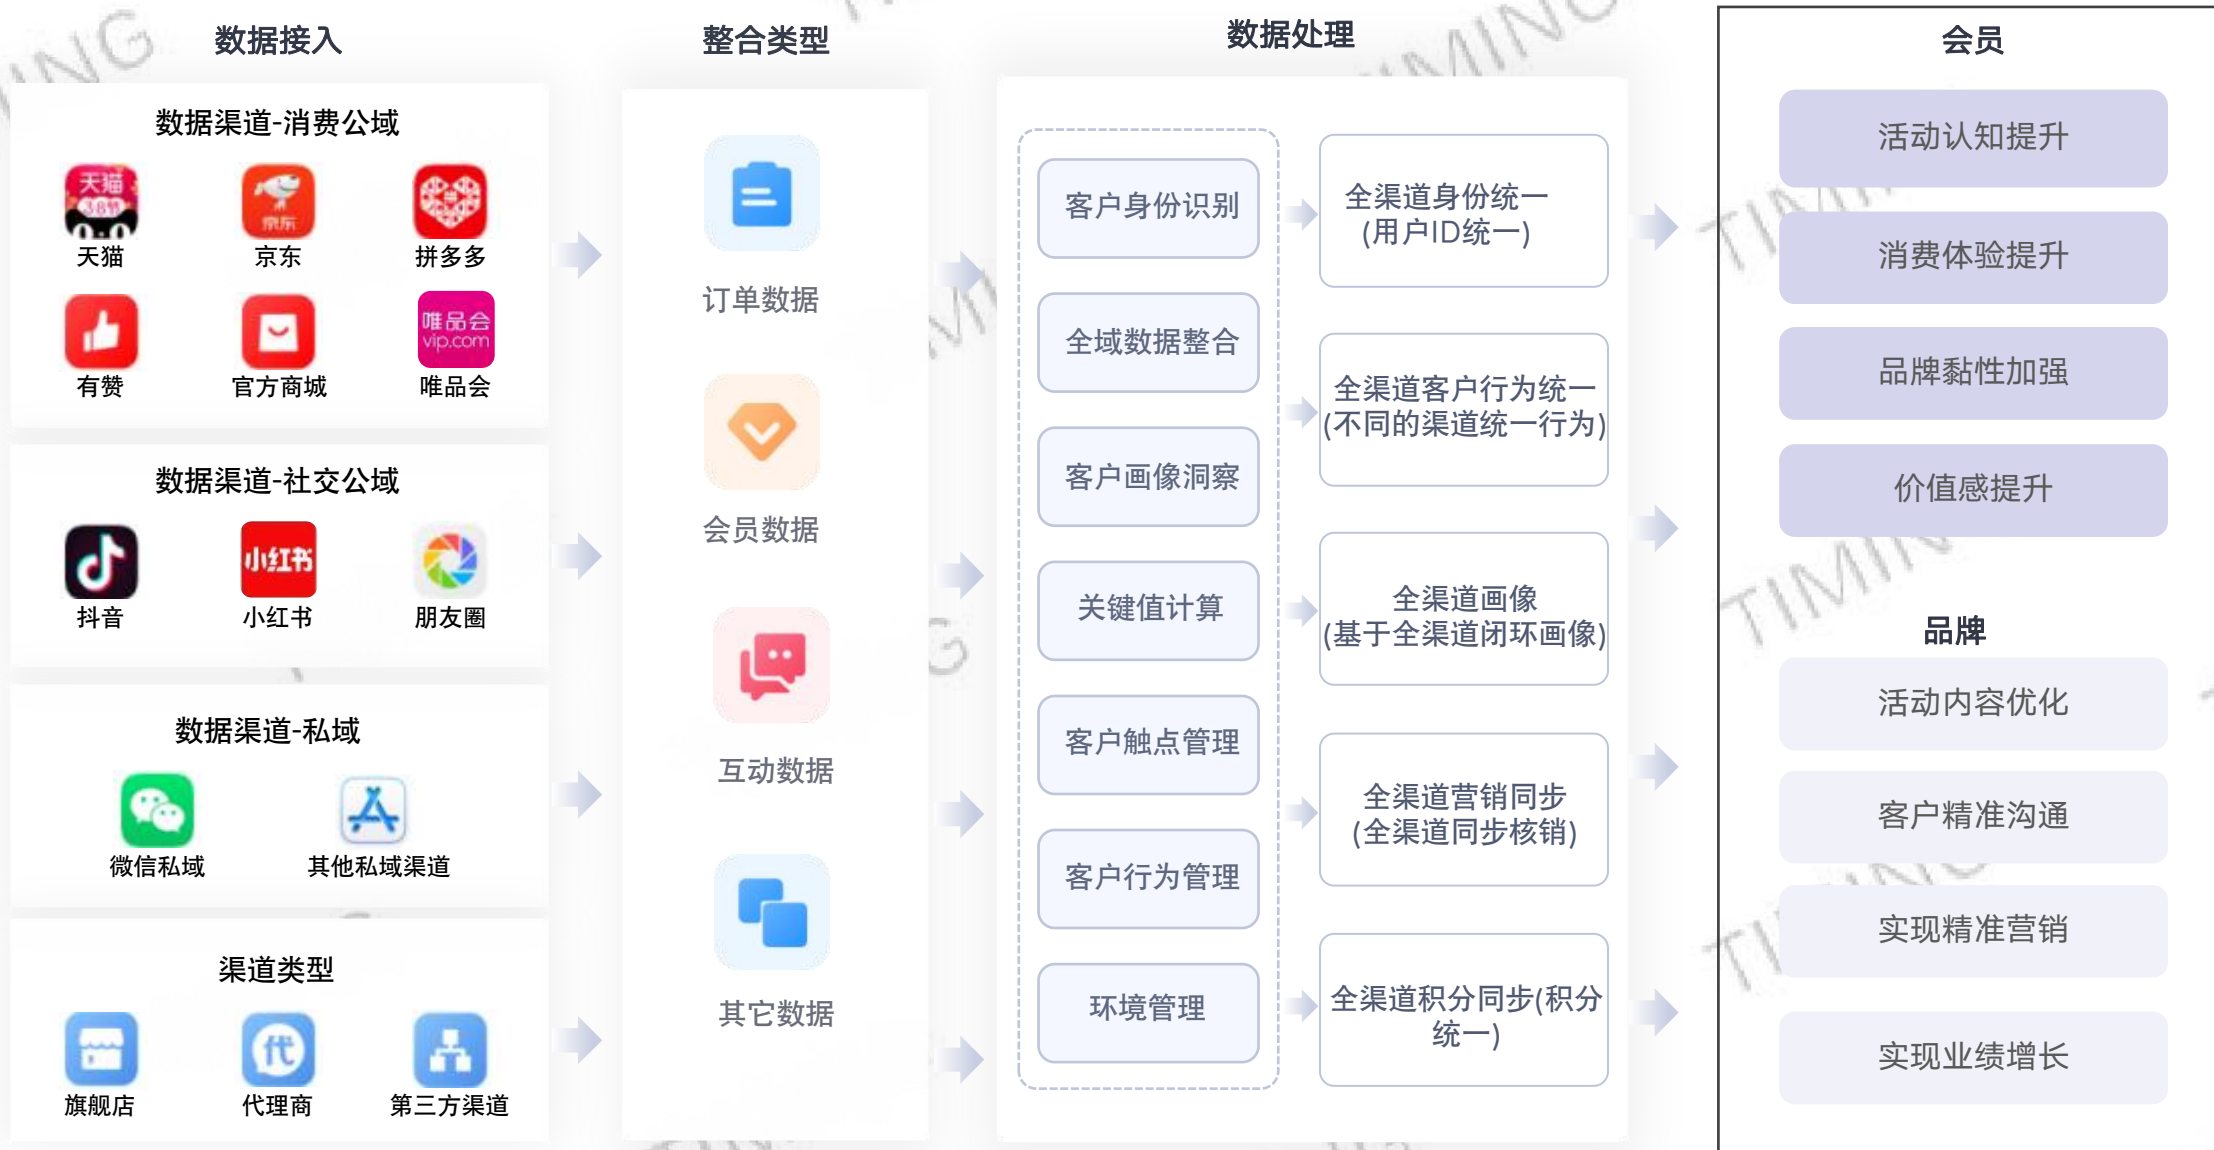 数据接入
数据渠道-消费公域
天猫
38节
京东
天猫
京东
拼多多
唯品会
vip.com
有赞
官方商城
唯品会
数据渠道-社交公域
小红书
抖音
小红书
朋友圈
数据渠道-私域
微信私域
其他私域渠道
渠道类型
代
旗舰店
代理商
第三方渠道
整合类型
订单数据
会员数据
互动数据
其它数据
数据处理
客户身份识别
全域数据整合
客户画像洞察
关键值计算
客户触点管理
客户行为管理
环境管理
全渠道身份统一
(用户ID统一)
全渠道客户行为统一
(不同的渠道统一行为)
全渠道画像
(基于全渠道闭环画像)
全渠道营销同步
(全渠道同步核销)
全渠道积分同步(积分
统一)
会员
活动认知提升
消费体验提升
品牌黏性加强
价值感提升
品牌
活动内容优化
客户精准沟通
实现精准营销
实现业绩增长
TIMING